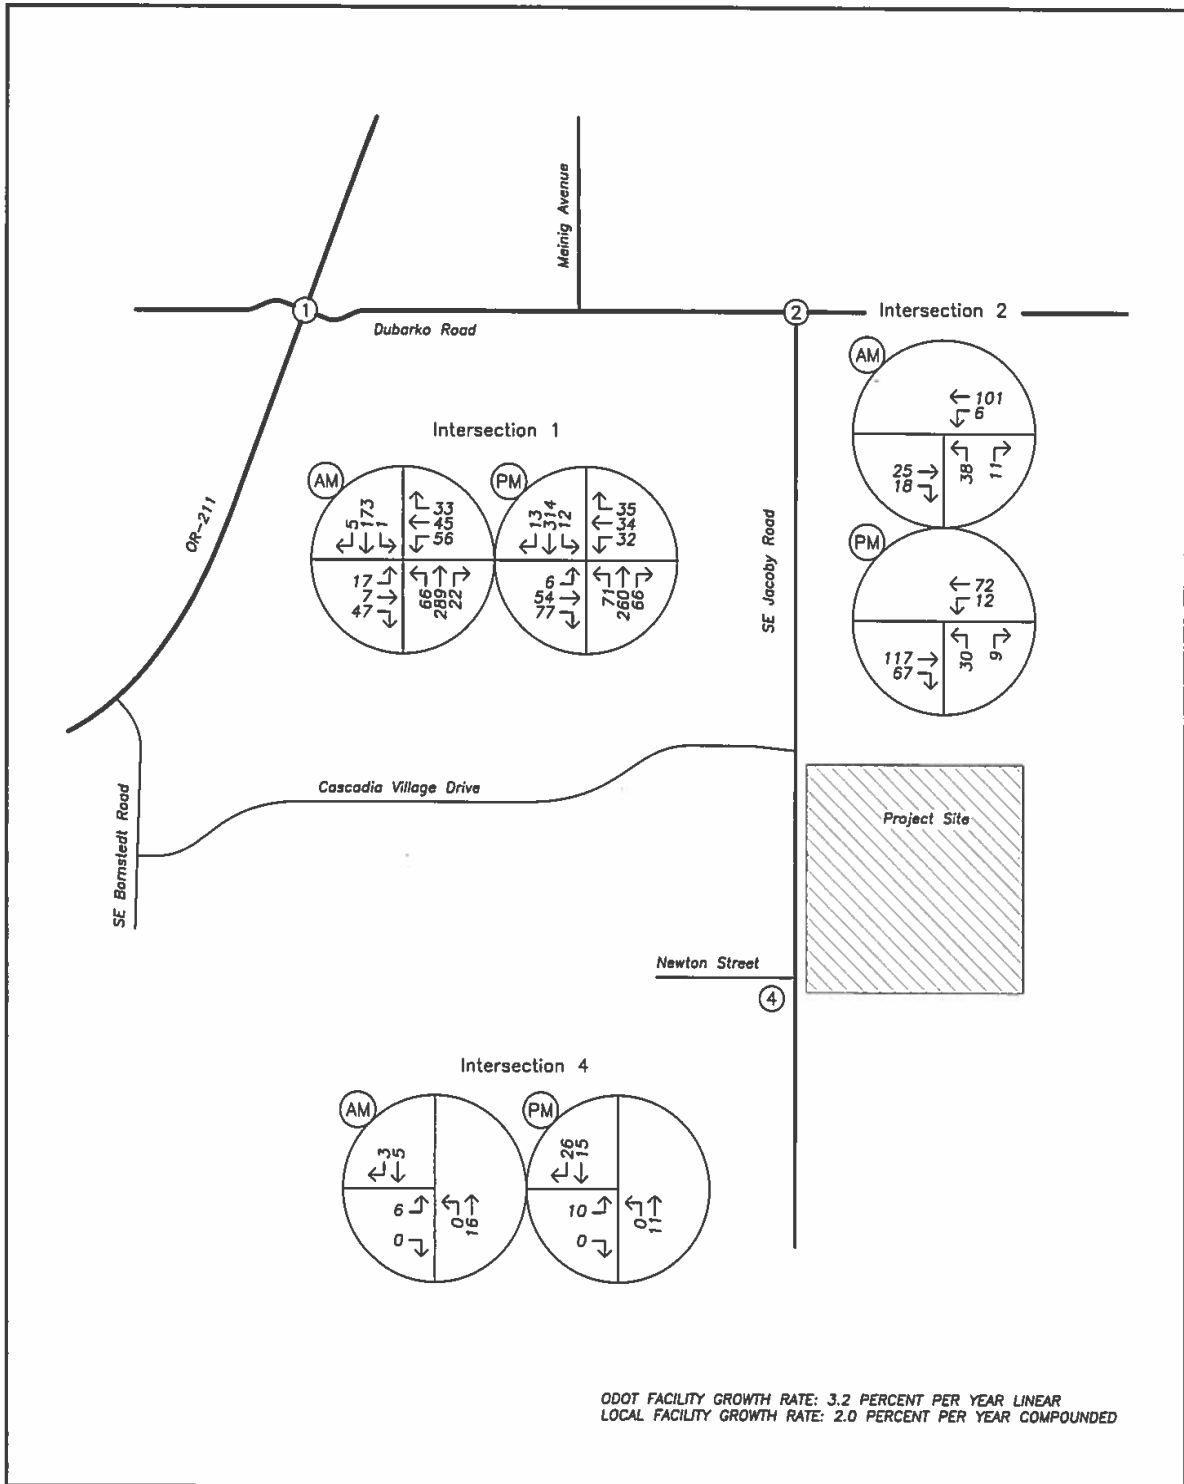 Meinig Avenue
1
2
Intersection 2
Dubarko Road
AM
101
6
25
18
38
11
PM
72
12
117
67
30
9
Intersection 1
AM
5
173
1
33
45
56
17
7
47
66
289
22
PM
13
314
12
35
34
32
6
54
77
71
260
66
OR-211
SE Jacoby Road
Cascadia Village Drive
SE Bornstedt Road
Project Site
Newton Street
4
Intersection 4
AM
3
5
6
0
0
16
PM
26
15
10
0
0
11
ODOT FACILITY GROWTH RATE: 3.2 PERCENT PER YEAR LINEAR
LOCAL FACILITY GROWTH RATE: 2.0 PERCENT PER YEAR COMPOUNDED